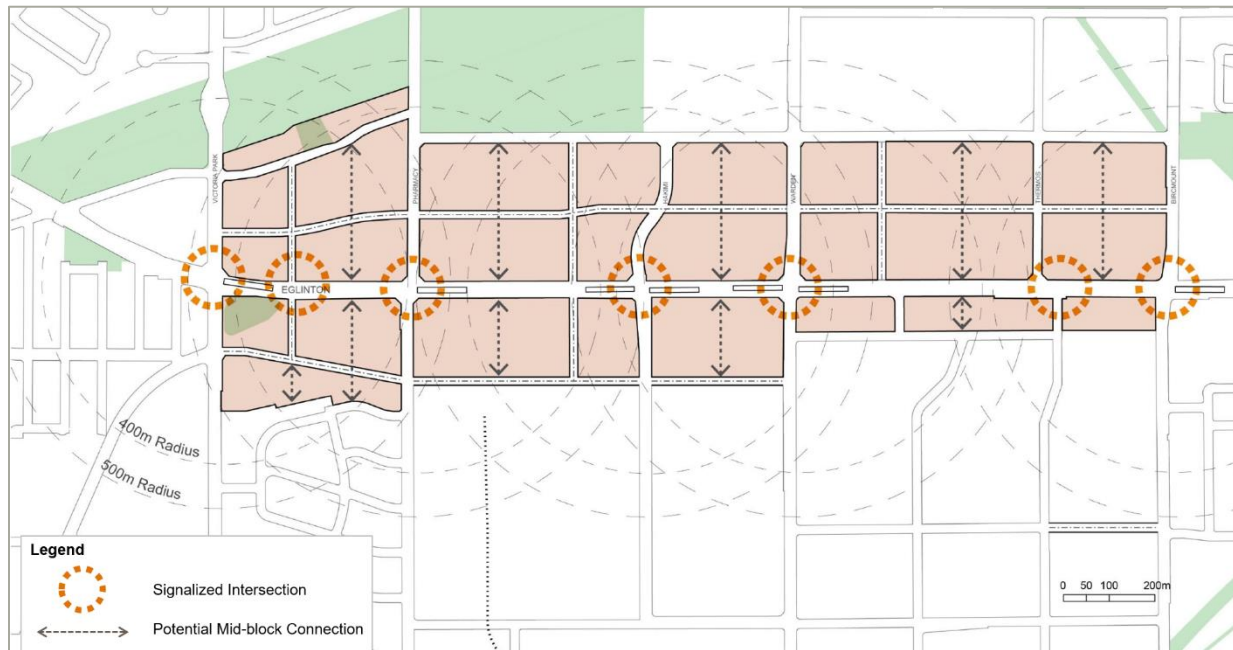 VICTORIA PARK
PHARMACY
HAKIMI
WARDEN
THERMOS
BIRCHMOUNT
EGLINTON
400m Radius
500m Radius
Legend
Signalized Intersection
Potential Mid-block Connection
0 50 100 200m